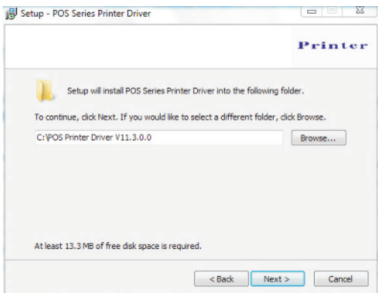 Setup - POS Series Printer Driver
Printer
Setup will install POS Series Printer Driver into the following folder.
To continue, click Next. If you would like to select a different folder, click Browse.
C:\POS Printer Driver V11.3.0.0
Browse...
At least 13.3 MB of free disk space is required.
< Back
Next >
Cancel